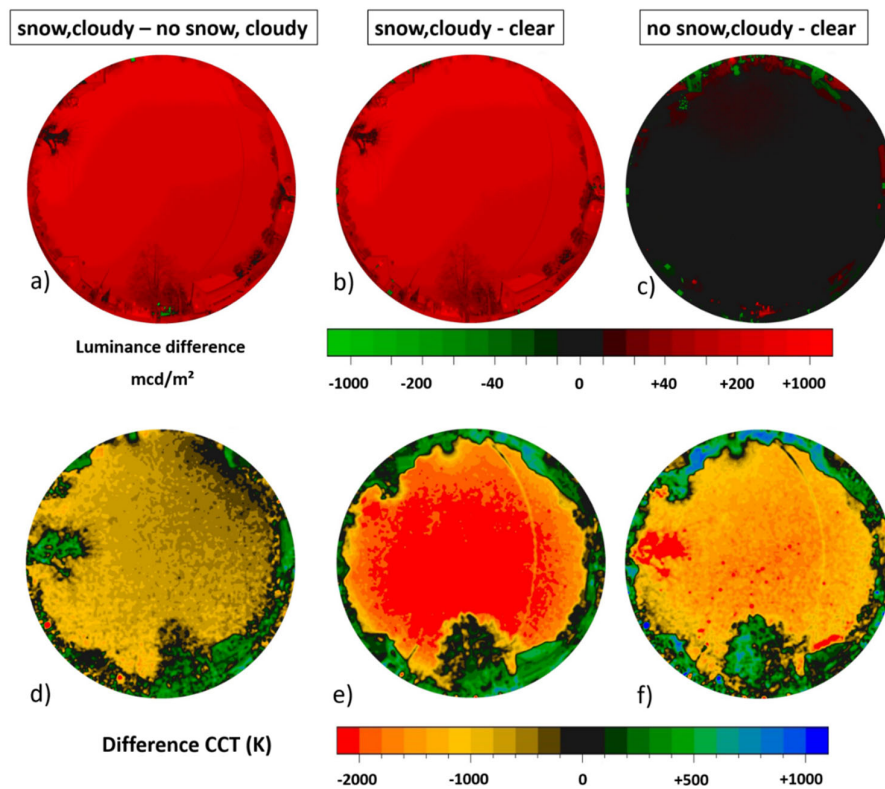 snow,cloudy – no snow, cloudy
snow,cloudy - clear
no snow,cloudy - clear
a)
b)
c)
Luminance difference
mcd/m²
-1000 -200 -40 0 +40 +200 +1000
d)
e)
f)
Difference CCT (K)
-2000 -1000 0 +500 +1000